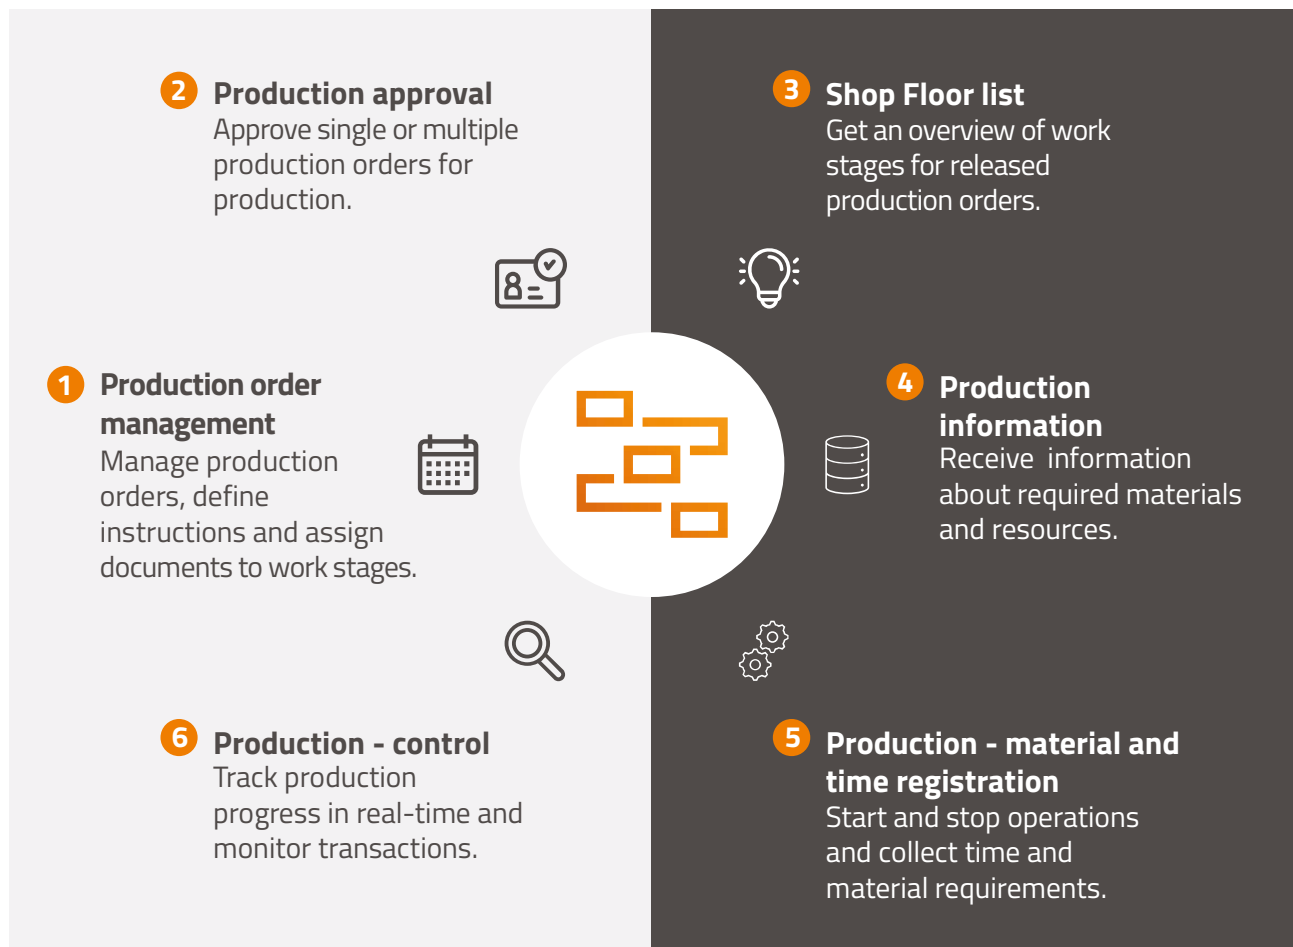 1
Production order
management
Manage production
orders, define
instructions and assign
documents to work stages.
2
Production approval
Approve single or multiple
production orders for
production.
3
Shop Floor list
Get an overview of work
stages for released
production orders.
4
Production
information
Receive information
about required materials
and resources.
5
Production - material and
time registration
Start and stop operations
and collect time and
material requirements.
6
Production - control
Track production
progress in real-time and
monitor transactions.